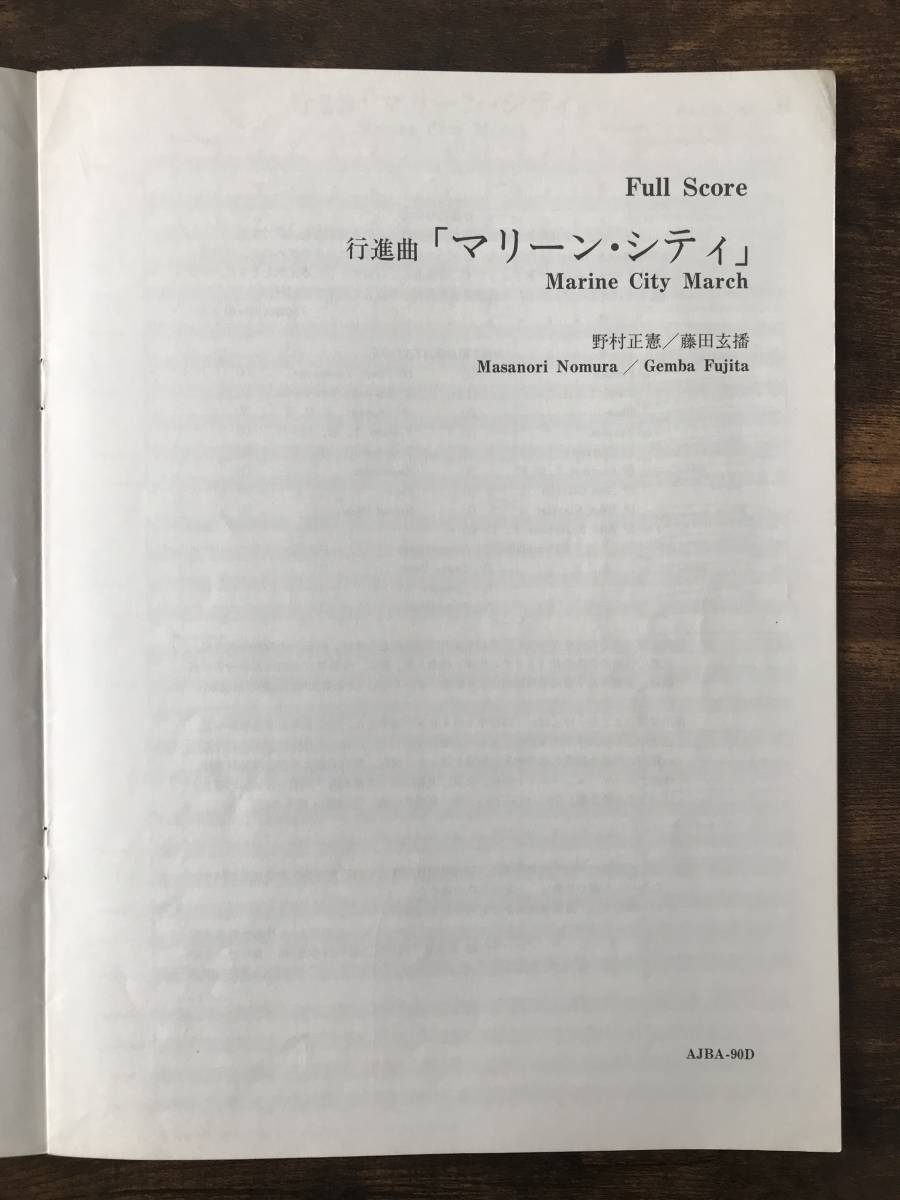 Full Score
行進曲「マリーン・シティ」
Marine City March
野村正憲／藤田玄播
Masanori Nomura ／ Gemba Fujita
AJBA-90D